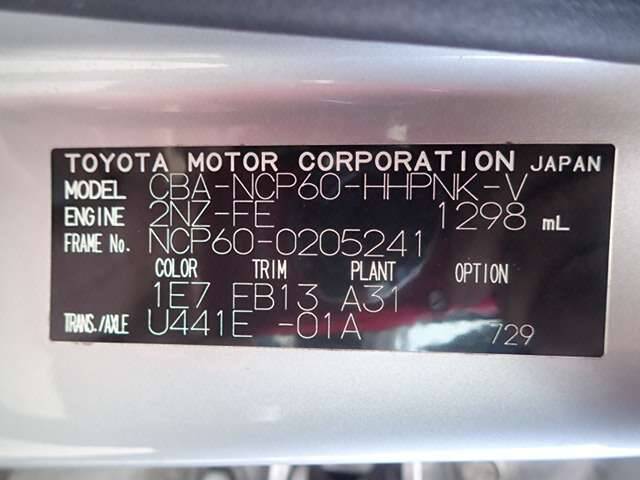 TOYOTA MOTOR CORPORATION JAPAN
MODEL CBA-NCP60-HHPNK-V
ENGINE 2NZ-FE 1298 mL
FRAME No. NCP60-0205241
COLOR TRIM PLANT OPTION
1E7 FB13 A31
TRANS./AXLE U441E -01A 729